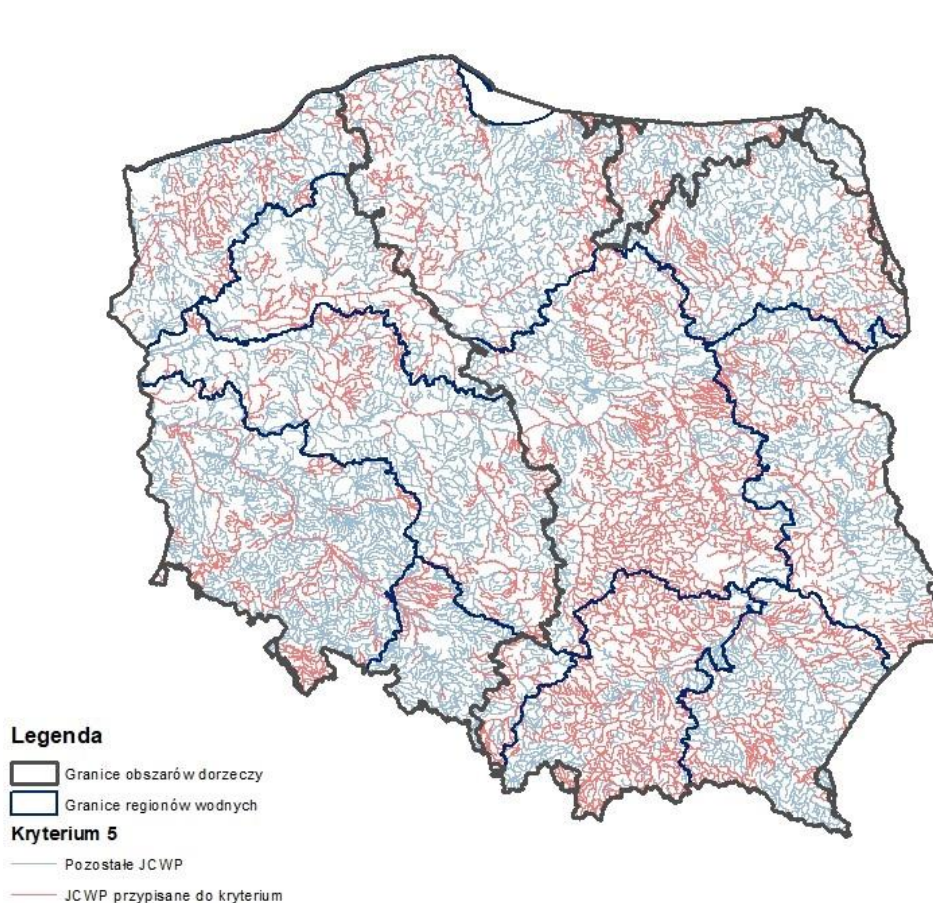 Legenda
Granice obszarów dorzeczy
Granice regionów wodnych
Kryterium 5
Pozostałe JCWP
JCWP przypisane do kryterium